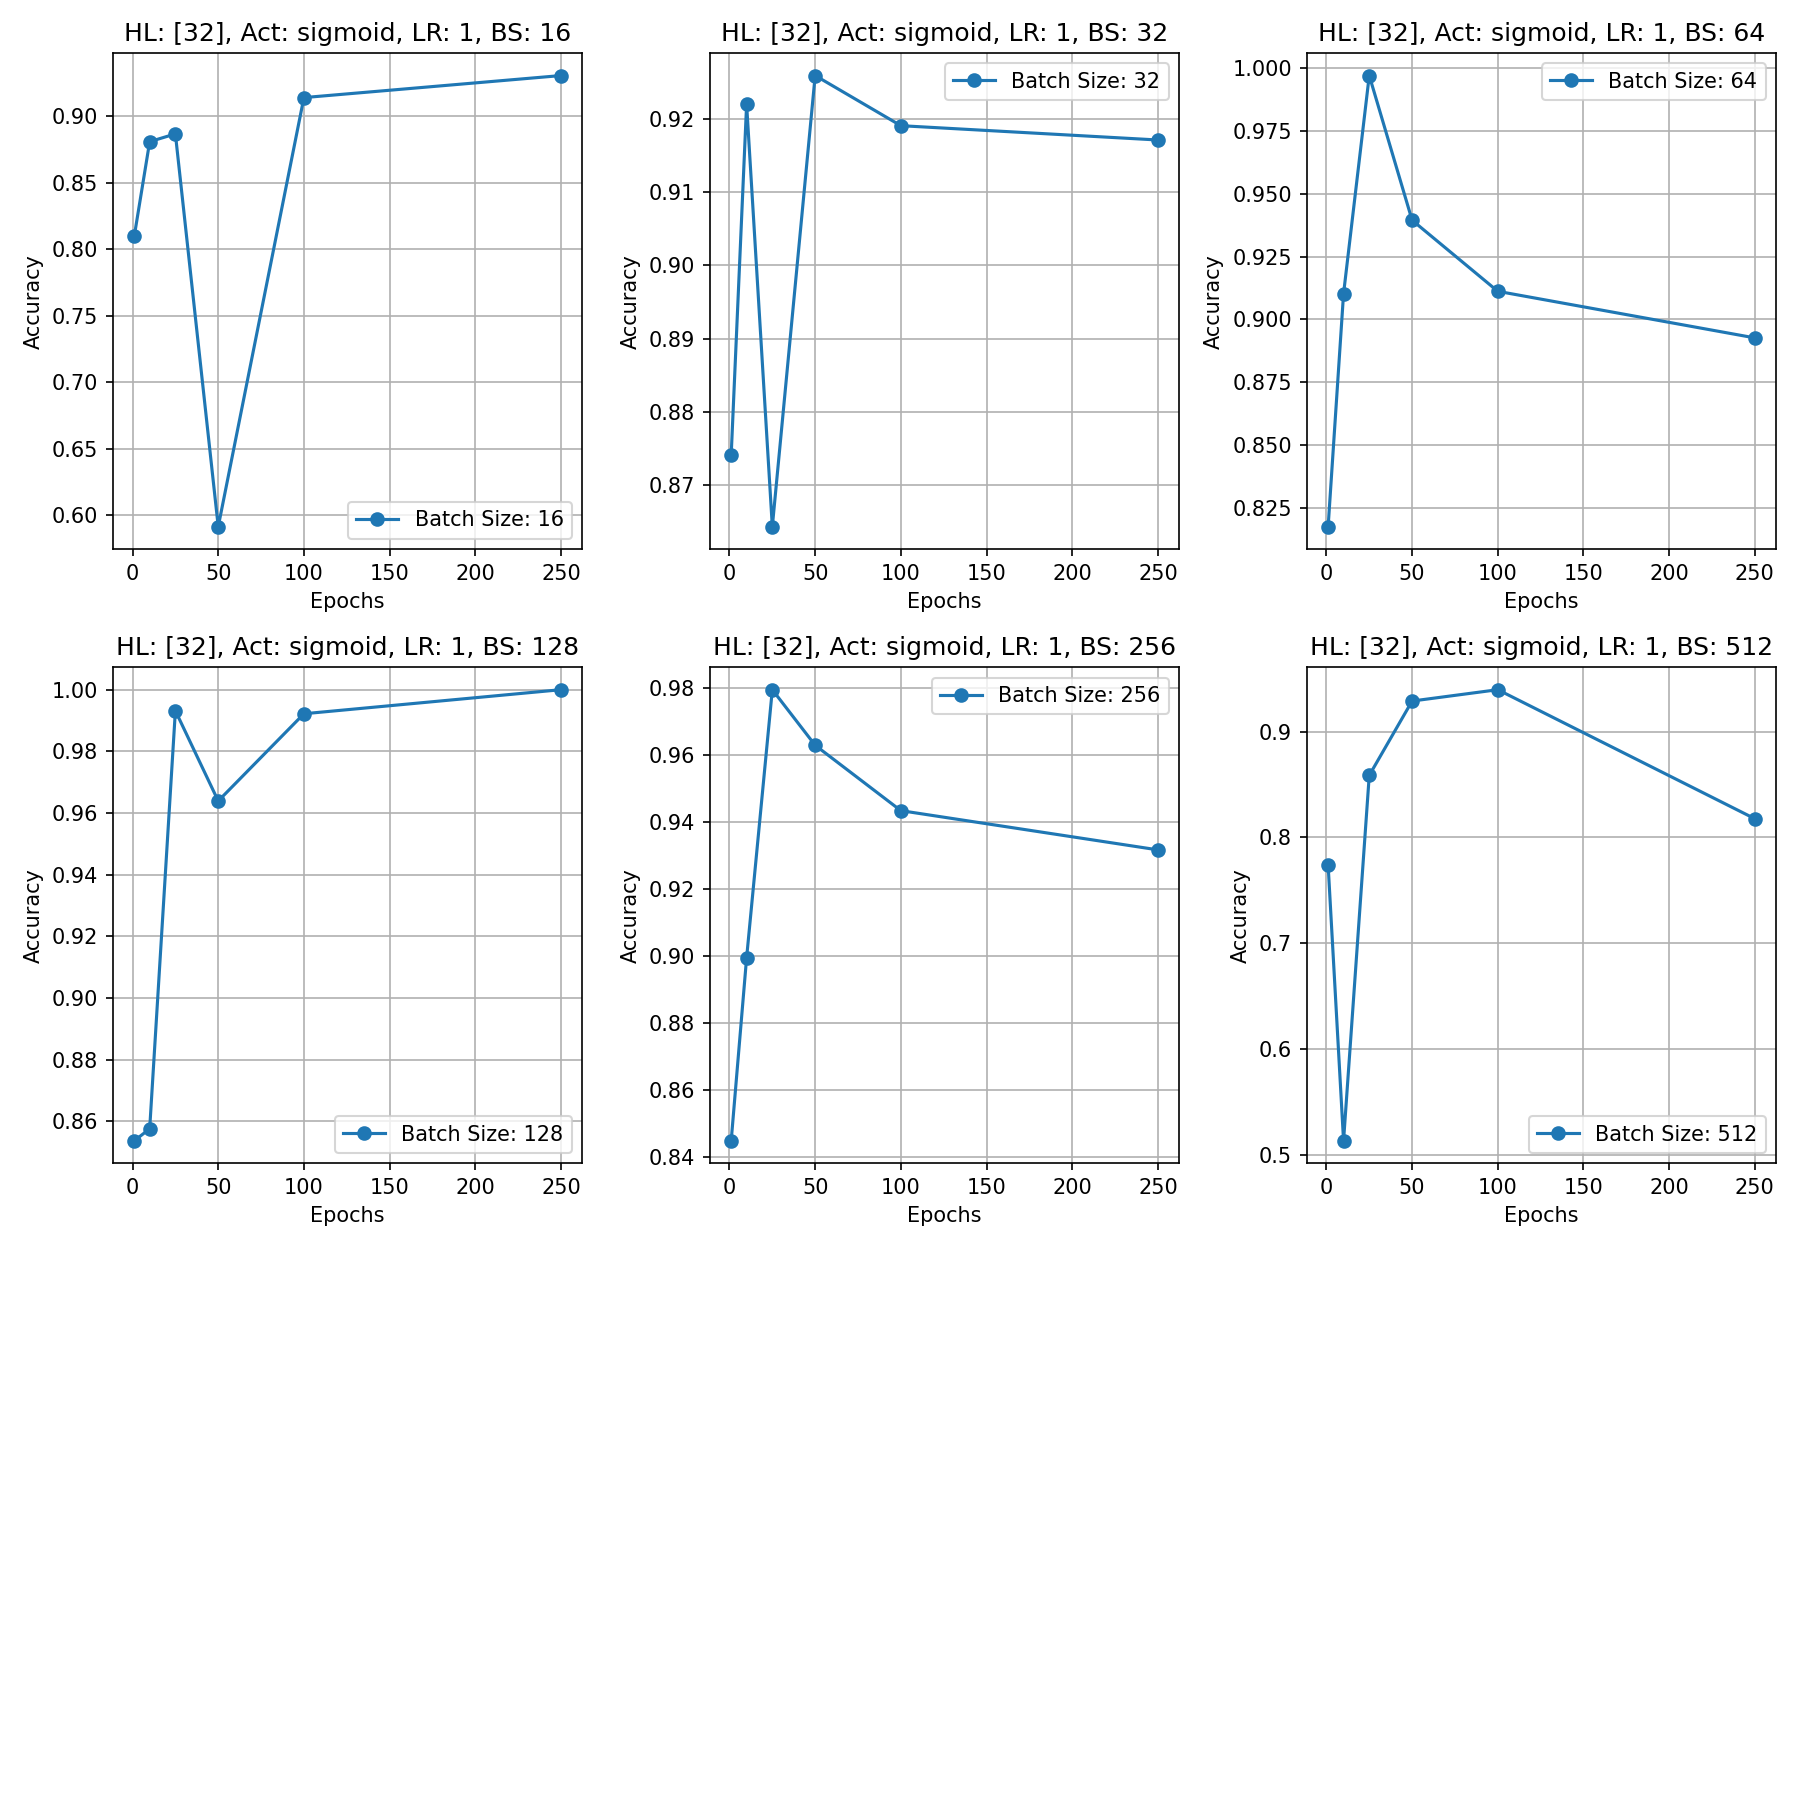 HL: [32], Act: sigmoid, LR: 1, BS: 16
Accuracy
0.90
0.85
0.80
0.75
0.70
0.65
0.60
Batch Size: 16
0 50 100 150 200 250
Epochs
HL: [32], Act: sigmoid, LR: 1, BS: 32
Accuracy
0.92
0.91
0.90
0.89
0.88
0.87
Batch Size: 32
0 50 100 150 200 250
Epochs
HL: [32], Act: sigmoid, LR: 1, BS: 64
Accuracy
1.000
0.975
0.950
0.925
0.900
0.875
0.850
0.825
Batch Size: 64
0 50 100 150 200 250
Epochs
HL: [32], Act: sigmoid, LR: 1, BS: 128
Accuracy
1.00
0.98
0.96
0.94
0.92
0.90
0.88
0.86
Batch Size: 128
0 50 100 150 200 250
Epochs
HL: [32], Act: sigmoid, LR: 1, BS: 256
Accuracy
0.98
0.96
0.94
0.92
0.90
0.88
0.86
0.84
Batch Size: 256
0 50 100 150 200 250
Epochs
HL: [32], Act: sigmoid, LR: 1, BS: 512
Accuracy
0.9
0.8
0.7
0.6
0.5
Batch Size: 512
0 50 100 150 200 250
Epochs